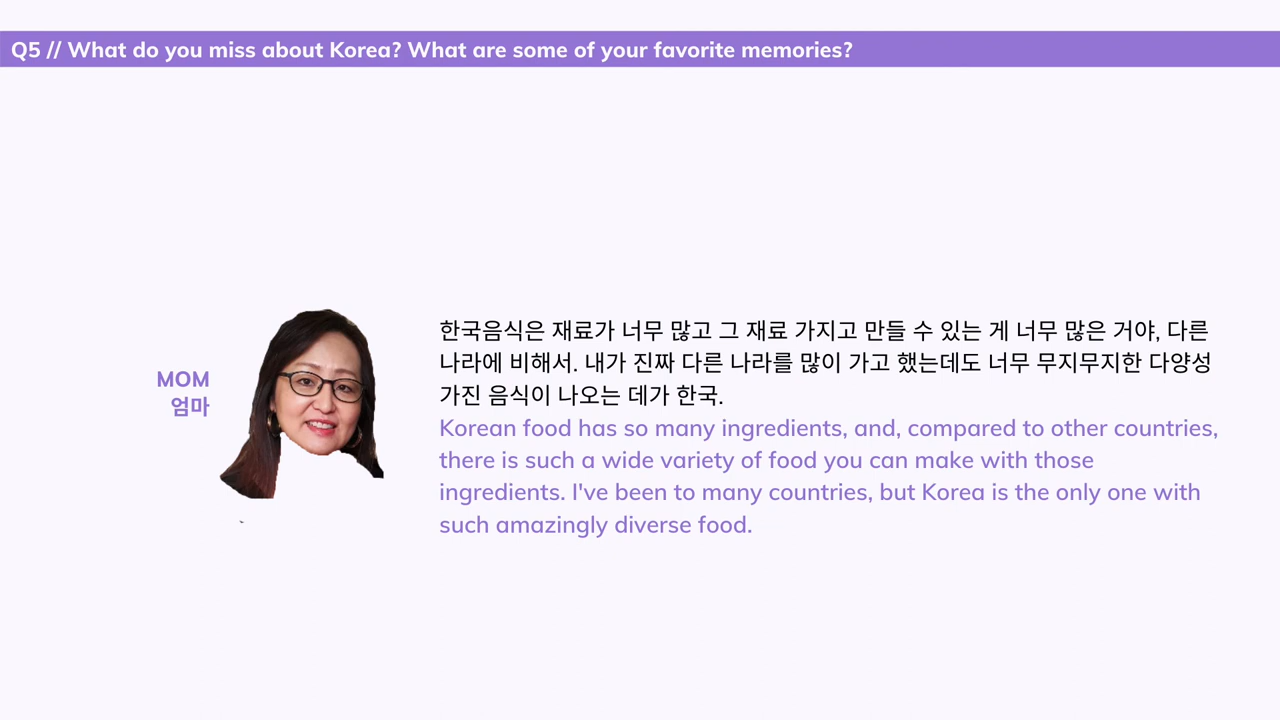 Q5 // What do you miss about Korea? What are some of your favorite memories?
MOM
엄마
한국음식은 재료가 너무 많고 그 재료 가지고 만들 수 있는 게 너무 많은 거야, 다른
나라에 비해서. 내가 진짜 다른 나라를 많이 가고 했는데도 너무 무지무지한 다양성
가진 음식이 나오는 데가 한국.
Korean food has so many ingredients, and, compared to other countries,
there is such a wide variety of food you can make with those
ingredients. I've been to many countries, but Korea is the only one with
such amazingly diverse food.